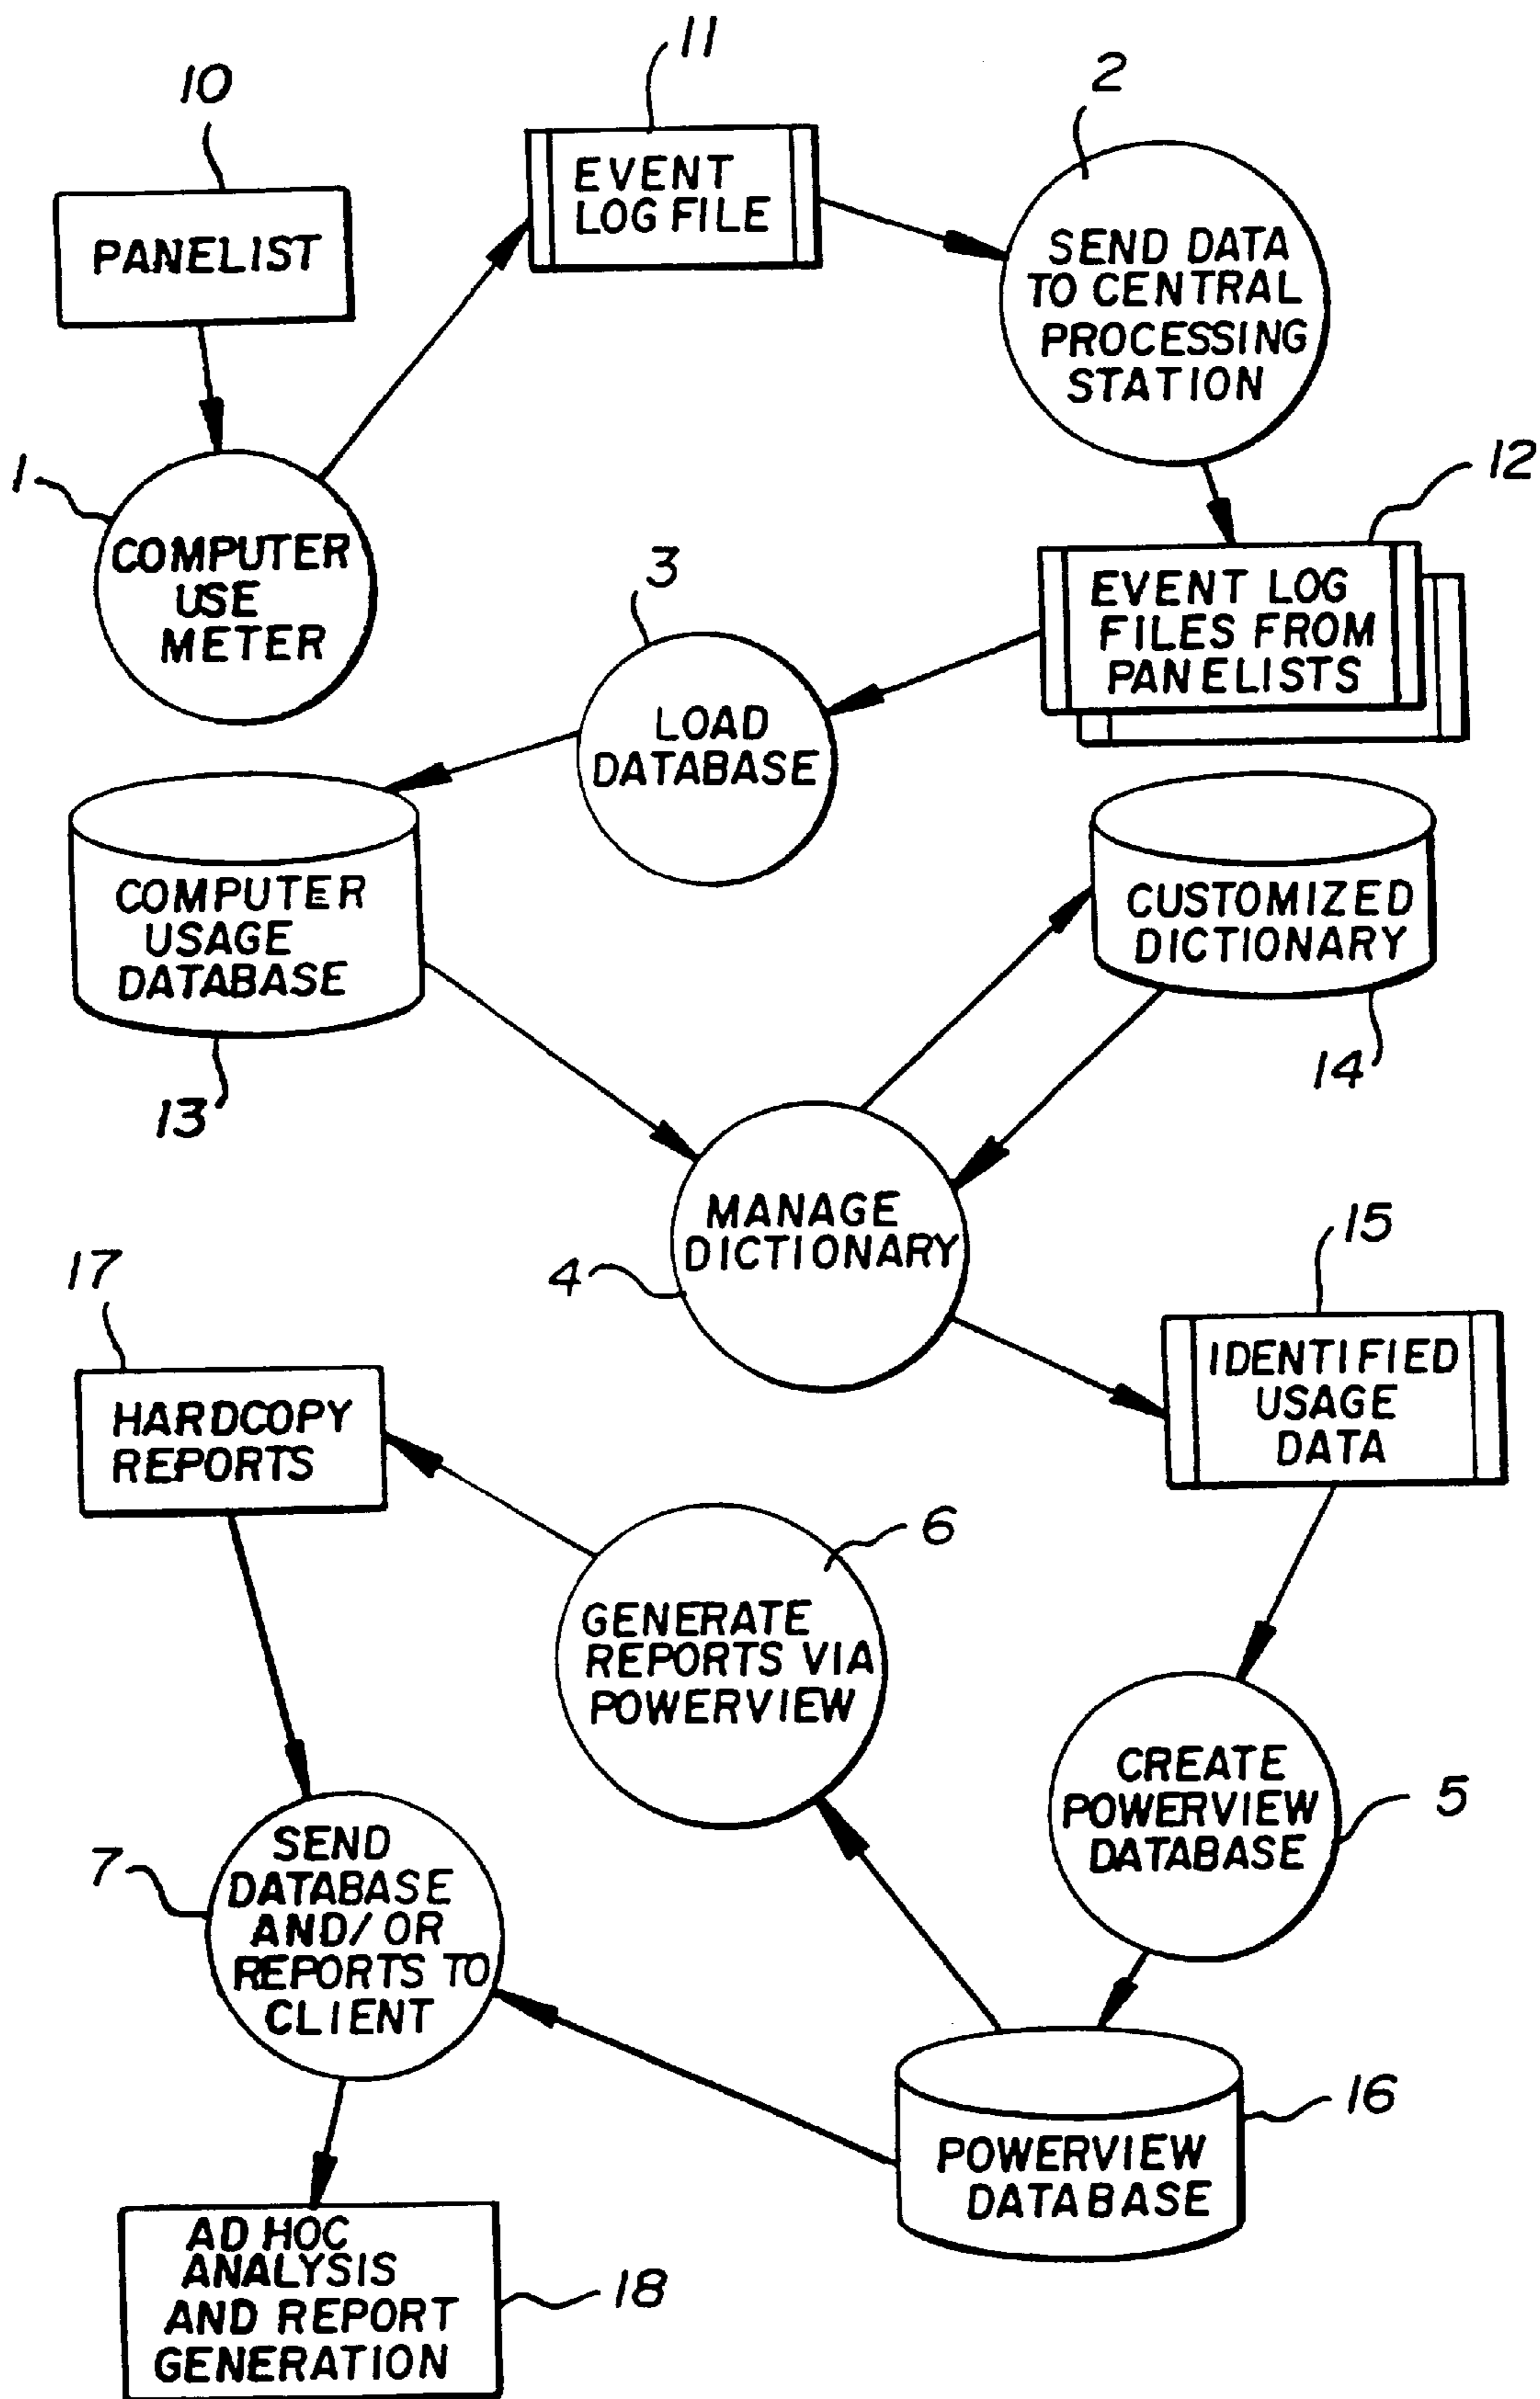 11
2
10
EVENT
LOG FILE
PANELIST
SEND DATA
TO CENTRAL
PROCESSING
STATION
1
12
COMPUTER
USE
METER
3
EVENT LOG
FILES FROM
PANELISTS
LOAD
DATABASE
COMPUTER
USAGE
DATABASE
CUSTOMIZED
DICTIONARY
13
14
MANAGE
DICTIONARY
4
15
17
IDENTIFIED
USAGE
DATA
HARDCOPY
REPORTS
6
GENERATE
REPORTS VIA
POWERVIEW
CREATE
POWERVIEW
DATABASE
5
7
SEND
DATABASE
AND/OR
REPORTS TO
CLIENT
16
POWERVIEW
DATABASE
AD HOC
ANALYSIS
AND REPORT
GENERATION
18